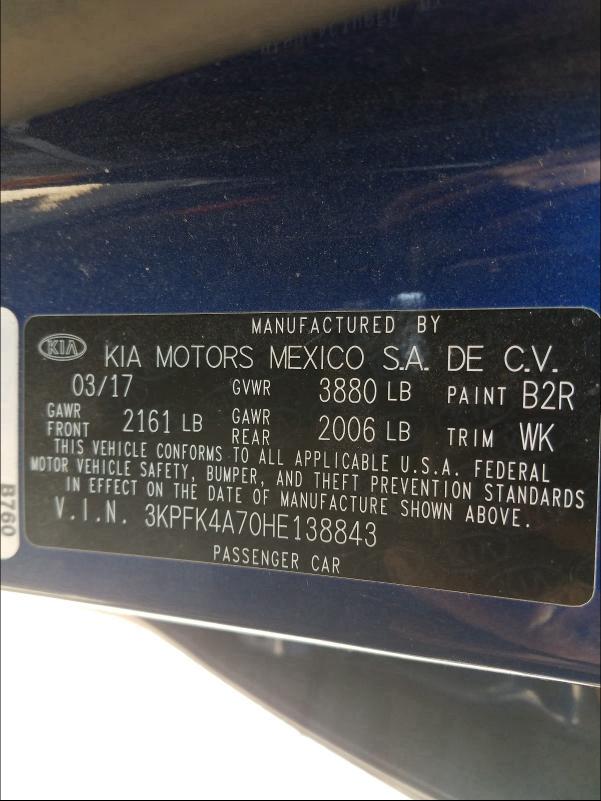 MANUFACTURED BY
KIA KIA MOTORS MEXICO S.A. DE C.V.
03/17 GVWR 3880 LB PAINT B2R
GAWR FRONT 2161 LB GAWR REAR 2006 LB TRIM WK
THIS VEHICLE CONFORMS TO ALL APPLICABLE U.S.A. FEDERAL
MOTOR VEHICLE SAFETY, BUMPER, AND THEFT PREVENTION STANDARDS
IN EFFECT ON THE DATE OF MANUFACTURE SHOWN ABOVE.
V.I.N. 3KPFK4A70HE138843
PASSENGER CAR
B760